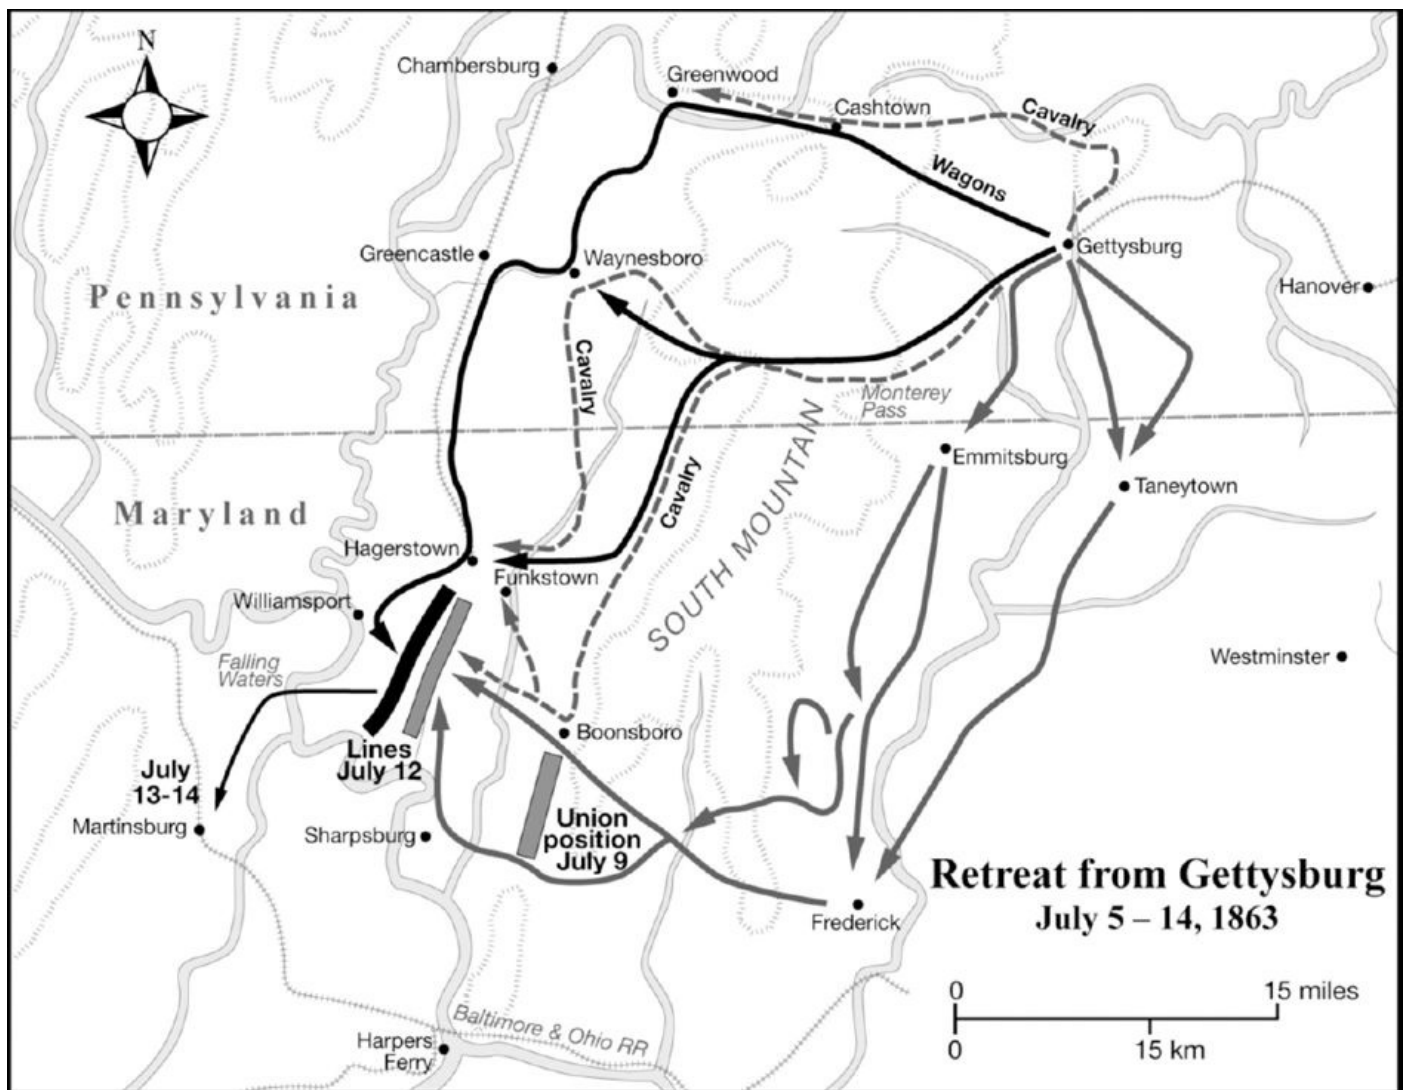 N
Chambersburg
Greenwood
Cashtown
Cavalry
Wagons
Greencastle
Waynesboro
Gettysburg
Hanover
Pennsylvania
Cavalry
Monterey
Pass
Emmitsburg
Cavalry
SOUTH MOUNTAIN
Taneytown
Maryland
Hagerstown
Funkstown
Williamsport
Falling
Waters
Westminster
Boonsboro
Lines
July 12
July
13-14
Martinsburg
Sharpsburg
Union
position
July 9
Frederick
Retreat from Gettysburg
July 5 – 14, 1863
0
15 miles
0
15 km
Baltimore & Ohio RR
Harpers
Ferry